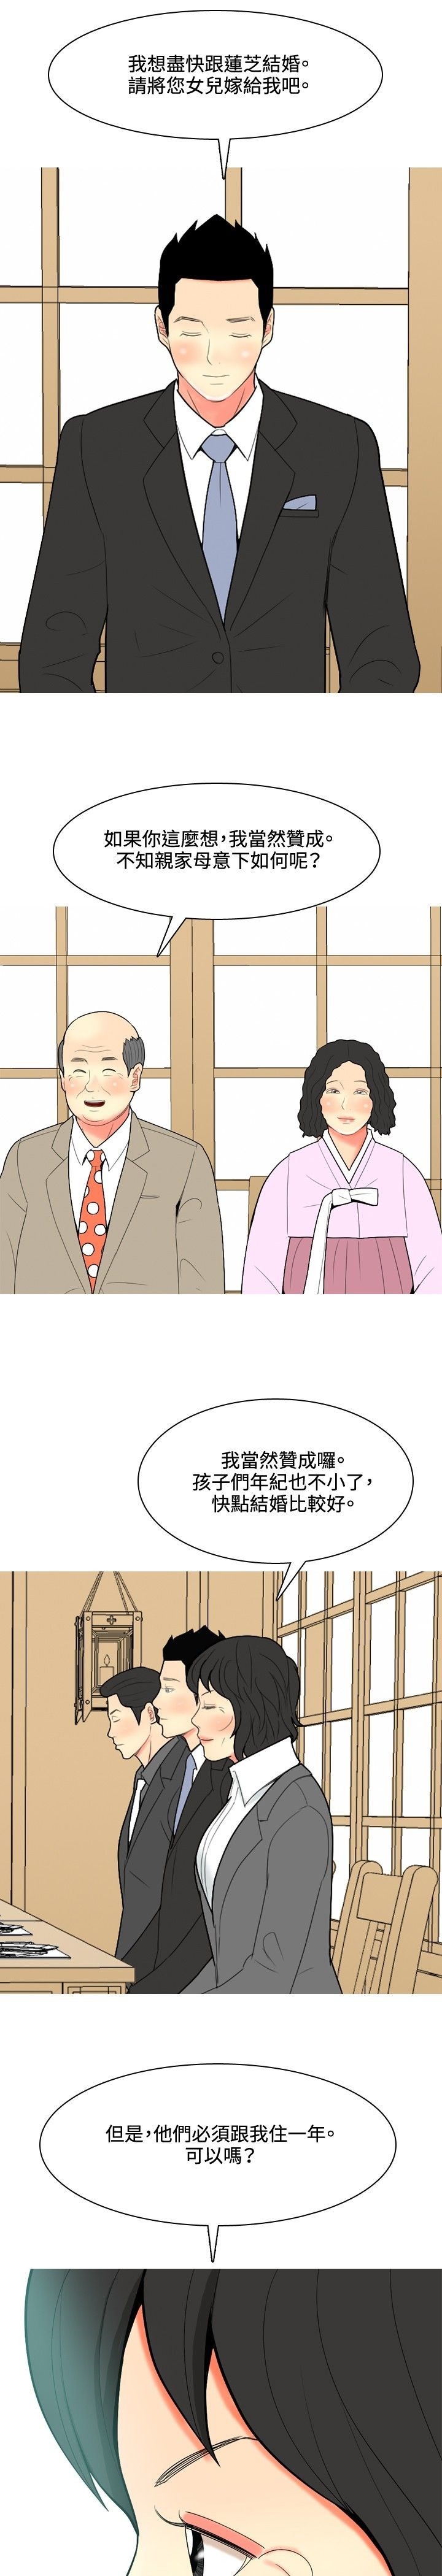 我想盡快跟蓮芝結婚。
請將您女兒嫁給我吧。
如果你這麼想,我當然贊成。
不知親家母意下如何呢?
我當然贊成囉。
孩子們年紀也不小了,
快點結婚比較好。
但是,他們必須跟我住一年。
可以嗎?